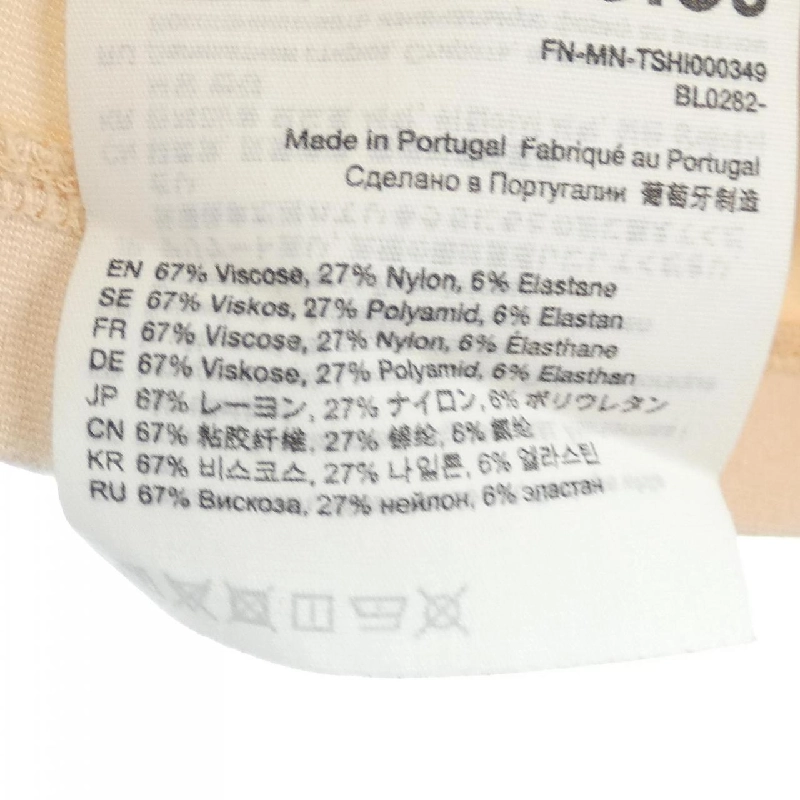 FN-MN-TSHI000349
BL0282-
Made in Portugal Fabriqué au Portugal
Сделано в Португалии 葡萄牙制造
EN 67% Viscose, 27% Nylon, 6% Elastane
SE 67% Viskos, 27% Polyamid, 6% Elastan
FR 67% Viscose, 27% Nylon, 6% Élasthane
DE 67% Viskose, 27% Polyamid, 6% Elasthan
JP 67% レーヨン, 27% ナイロン, 6% ポリウレタン
CN 67% 粘胶纤维, 27% 锦纶, 6% 氨纶
KR 67% 비스코스, 27% 나일론, 6% 엘라스틴
RU 67% Вискоза, 27% нейлон, 6% эластан